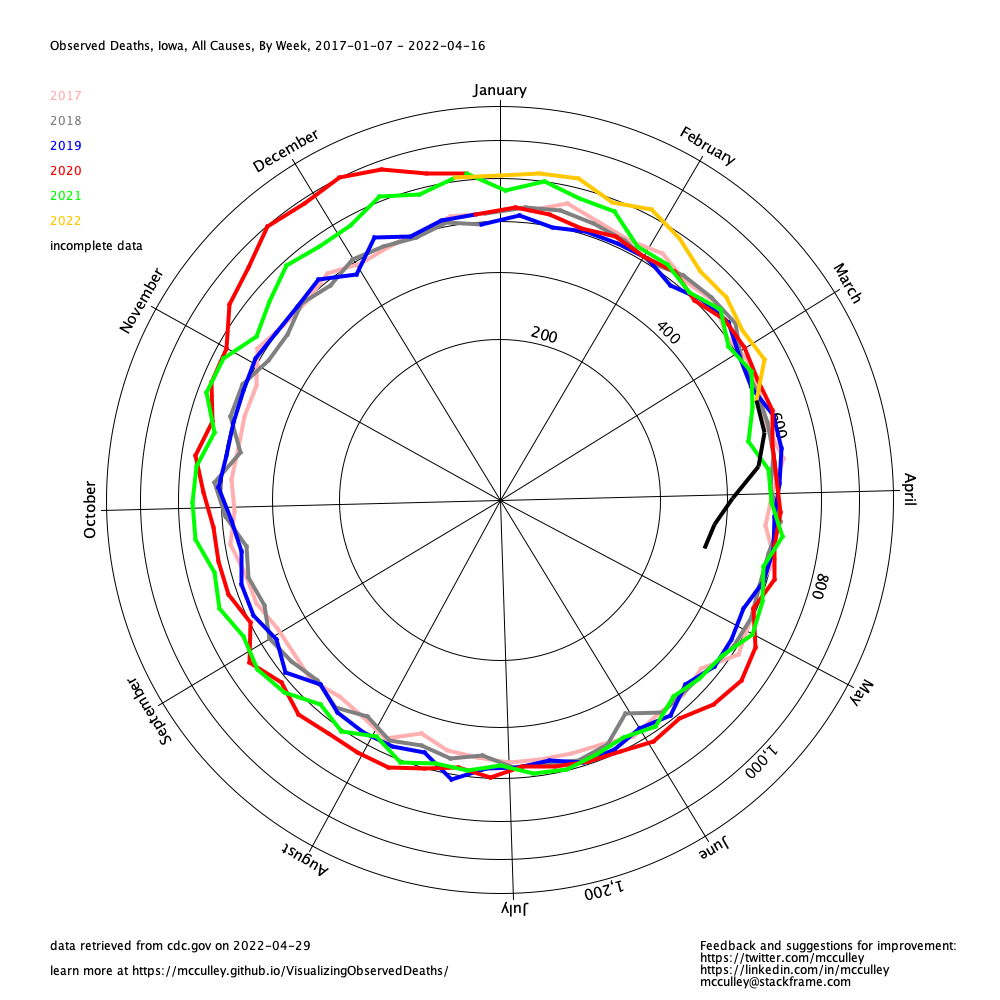 Observed Deaths, Iowa, All Causes, By Week, 2017-01-07 - 2022-04-16
January
2017
2018
2019
2020
2021
2022
incomplete data
December
February
November
March
200
400
600
October
April
800
September
May
1,000
August
June
1,200
July
data retrieved from cdc.gov on 2022-04-29
learn more at https://mcculley.github.io/VisualizingObservedDeaths/
Feedback and suggestions for improvement:
https://twitter.com/mcculley
https://linkedin.com/in/mcculley
mcculley@stackframe.com